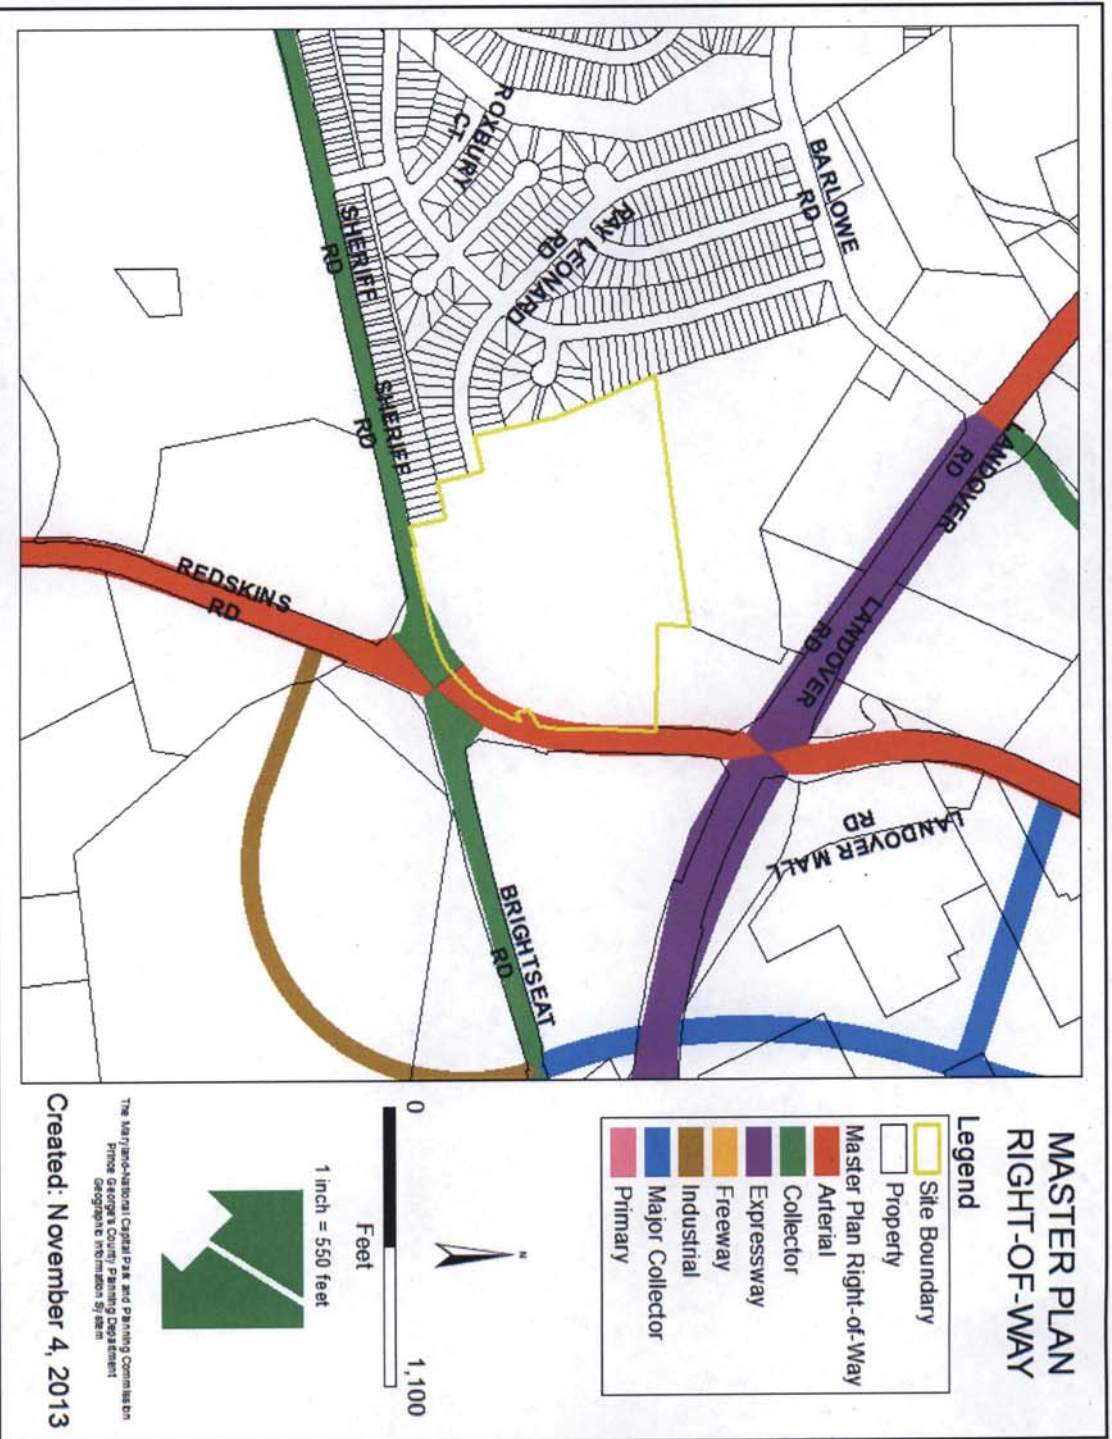 MASTER PLAN
RIGHT-OF-WAY
Legend
Site Boundary
Property
Master Plan Right-of-Way
Arterial
Collector
Expressway
Freeway
Industrial
Major Collector
Primary
N
0
1,100
Feet
1 inch = 550 feet
The Maryland-National Capital Park and Planning Commission
Prince George's County Planning Department
Geographic Information System
Created: November 4, 2013
BARLOWE
RD
ROXBURY
CT
RAY LEONARD
RD
SHERIFF
RD
SHERIFF
RD
LANDOVER
RD
LANDOVER
RD
REDSKINS
RD
LANDOVER MALL
RD
BRIGHTSEAT
RD